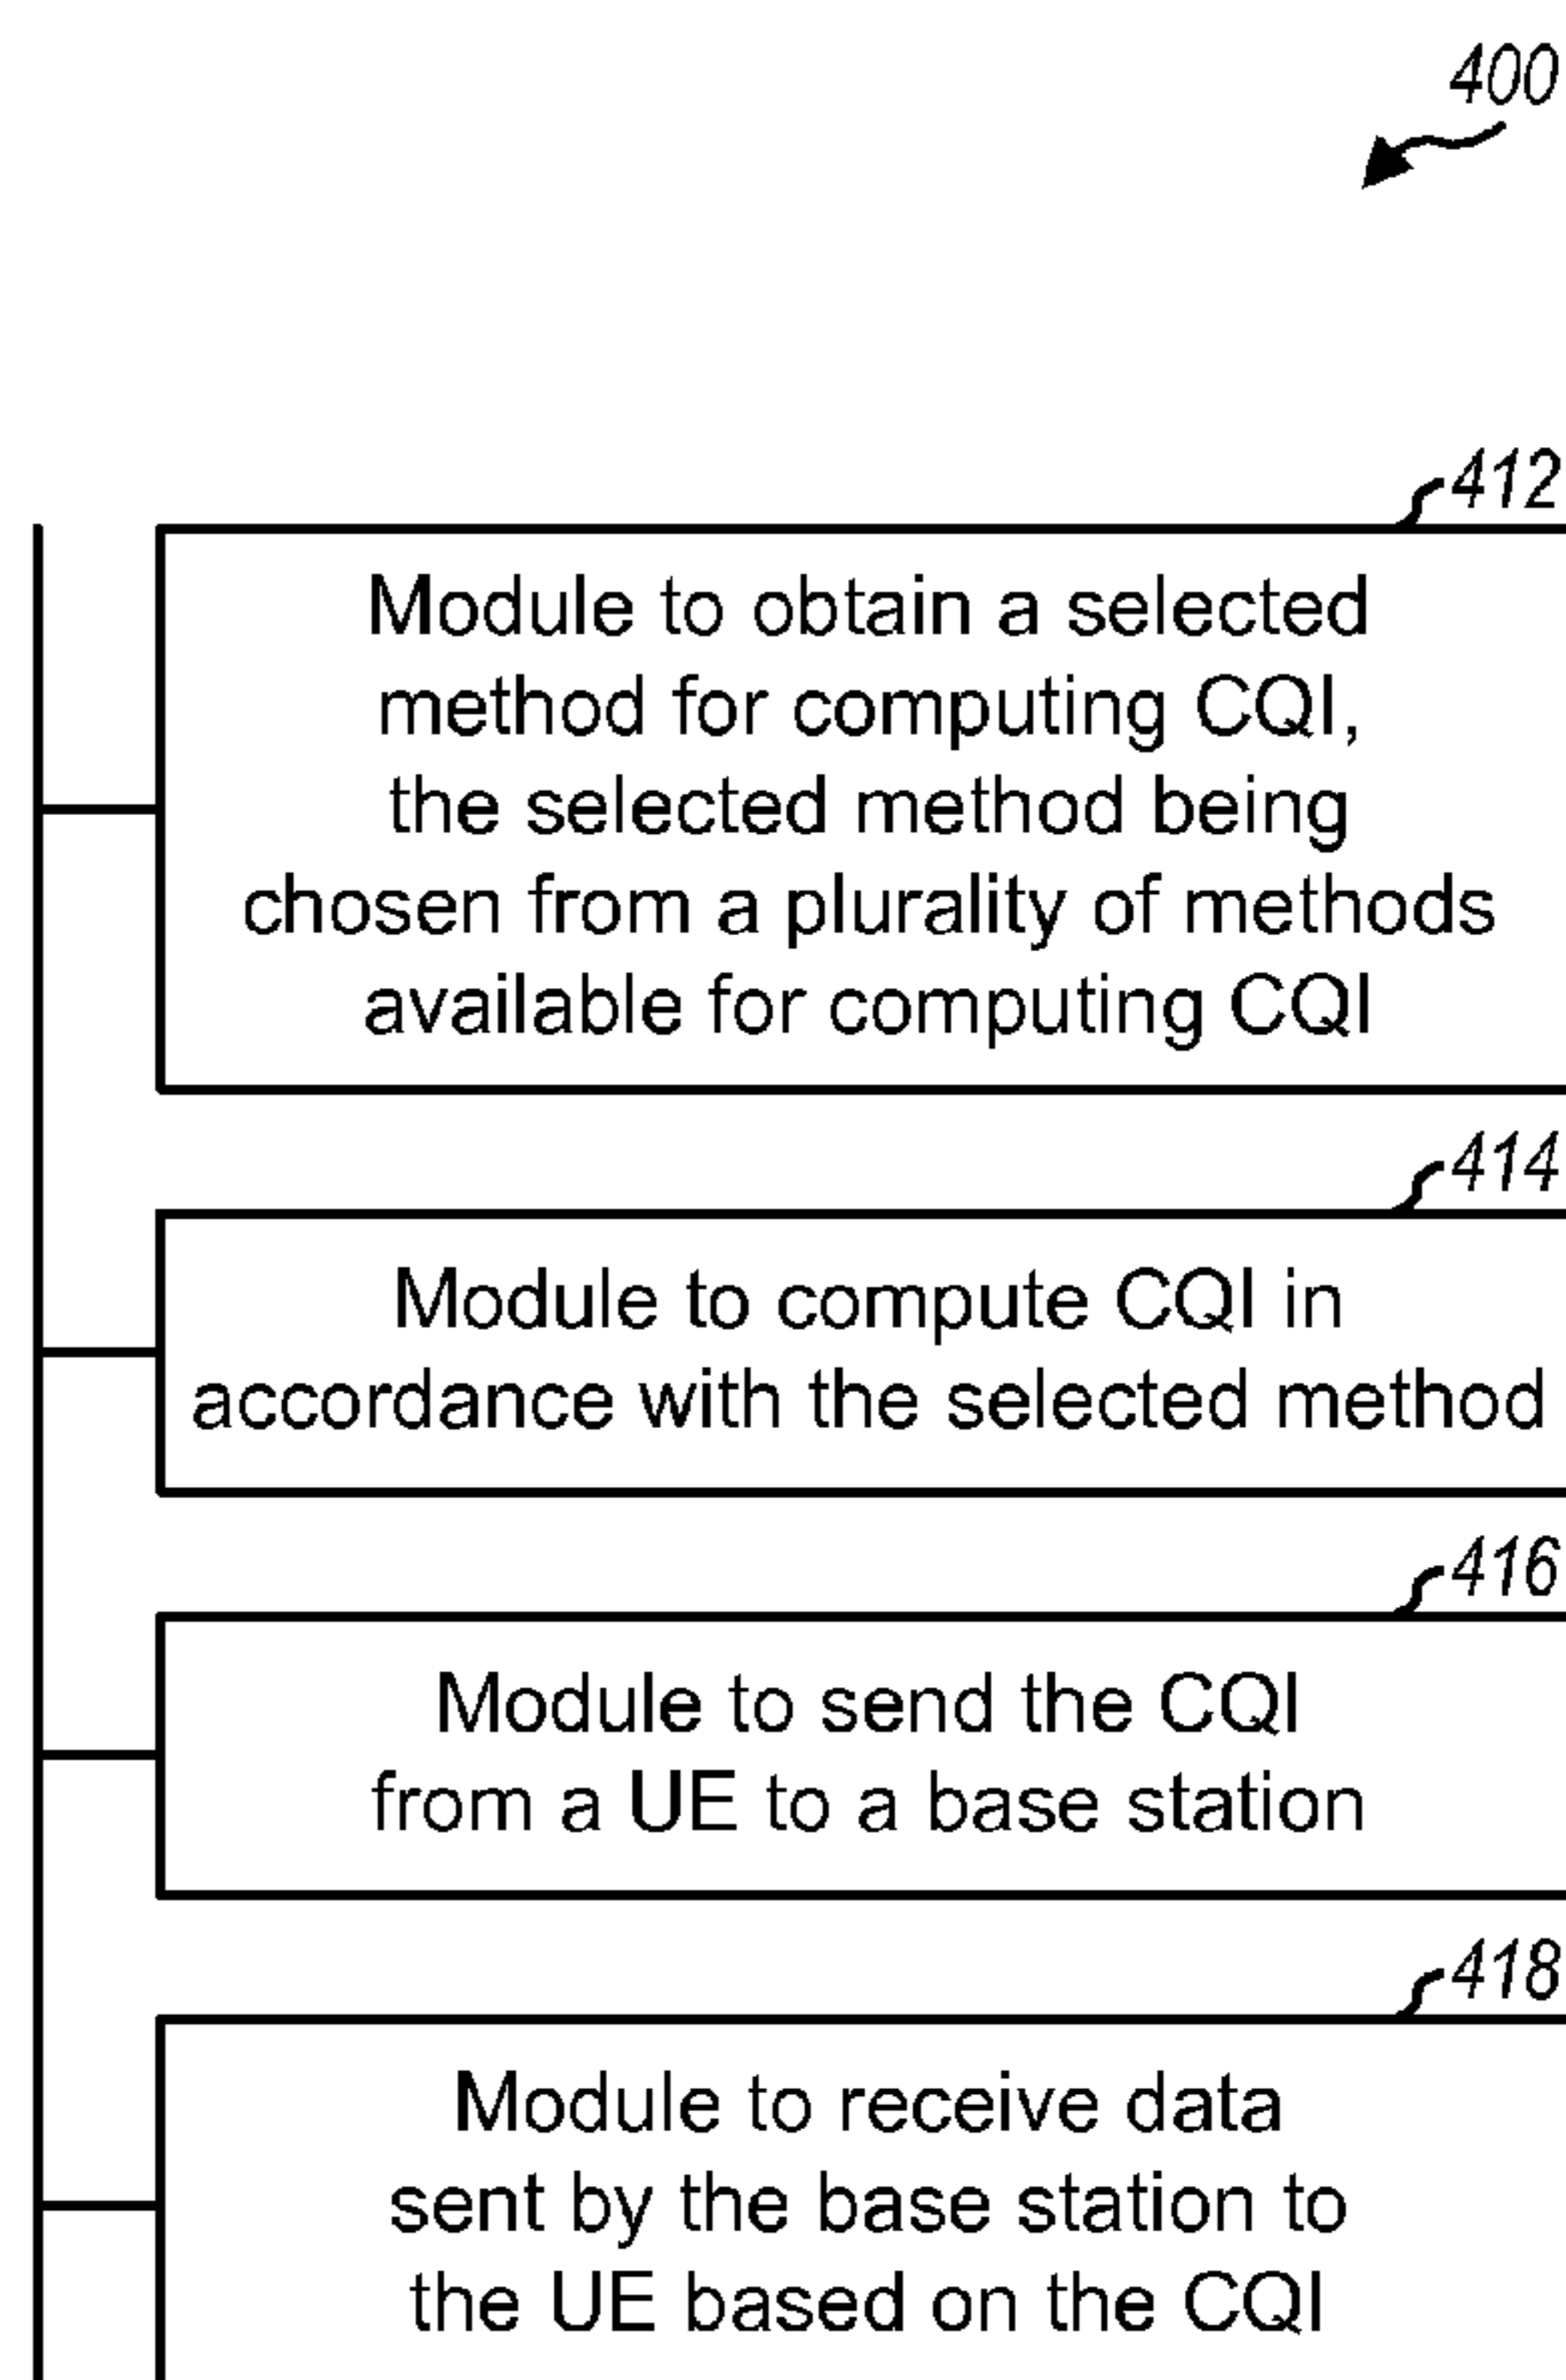 400
412
Module to obtain a selected
method for computing CQI,
the selected method being
chosen from a plurality of methods
available for computing CQI
414
Module to compute CQI in
accordance with the selected method
416
Module to send the CQI
from a UE to a base station
418
Module to receive data
sent by the base station to
the UE based on the CQI